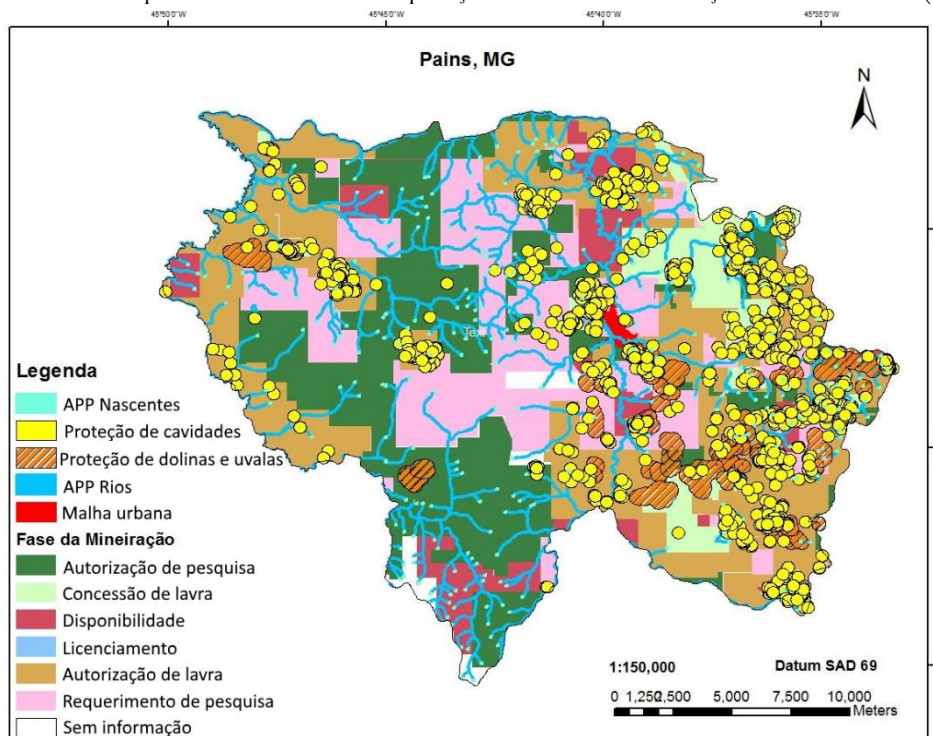 45°50'0"W 45°45'0"W 45°40'0"W 45°35'0"W
Pains, MG
N
Text
Legenda
APP Nascentes
Proteção de cavidades
Proteção de dolinas e uvalas
APP Rios
Malha urbana
Fase da Mineiração
Autorização de pesquisa
Concessão de lavra
Disponibilidade
Licenciamento
Autorização de lavra
Requerimento de pesquisa
Sem informação
1:150,000 Datum SAD 69
0 1,2502,500 5,000 7,500 10,000
Meters